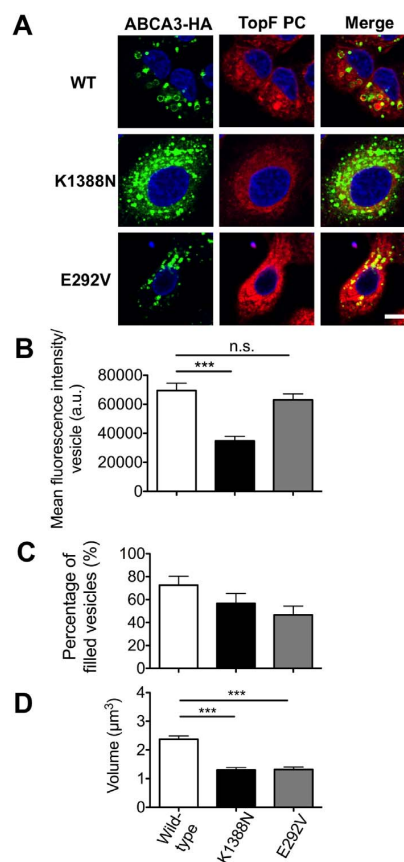 A
ABCA3-HA TopF PC Merge
WT
K1388N
E292V
B
n.s.
***
Mean fluorescence intensity/
vesicle (a.u.)
80000
60000
40000
20000
0
C
Percentage of
filled vesicles (%)
100
80
60
40
20
0
D
***
***
Volume (µm³)
4
3
2
1
0
Wild-
type
K1388N
E292V